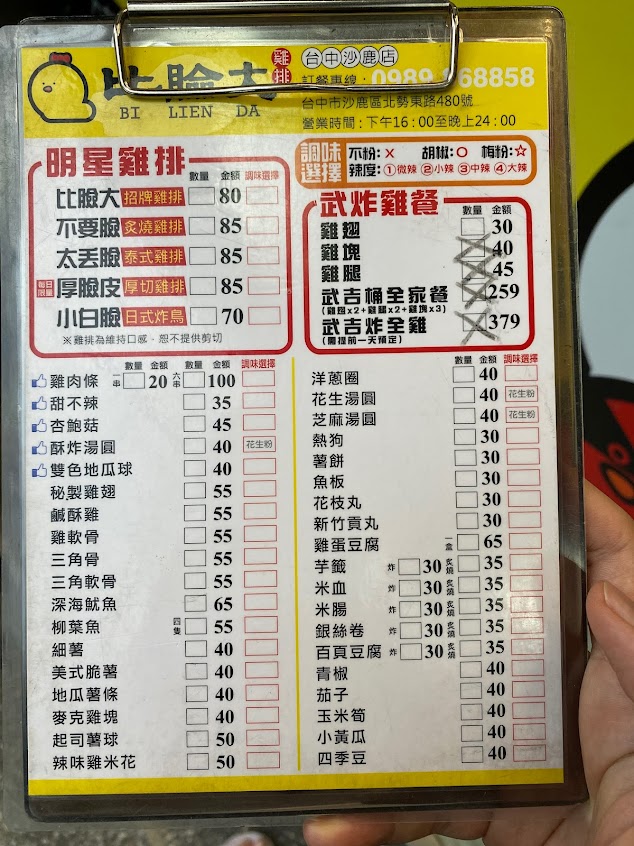 比臉大
雞排
BI LIEN DA
台中沙鹿店
訂餐專線:0989 68858
台中市沙鹿區北勢東路480號
營業時間:下午16:00至晚上24:00
明星雞排
數量 金額 調味選擇
比臉大 招牌雞排 80
不要臉 炙燒雞排 85
太丟臉 泰式雞排 85
每日限量 厚臉皮 厚切雞排 85
小白臉 日式炸鳥 70
※雞排為維持口感,恕不提供剪切
調味選擇
不粉:X 胡椒:O 梅粉:☆
辣度:①微辣 ②小辣 ③中辣 ④大辣
武炸雞餐
數量 金額
雞翅 30
雞塊 40
雞腿 45
武吉桶全家餐 259
(雞翅x2+雞腿x2+雞塊x3)
武吉炸全雞 379
(需提前一天預定)
數量 金額 數量 金額 調味選擇
雞肉條 一串 20 六串 100
甜不辣 35
杏鮑菇 45
酥炸湯圓 40 花生粉
雙色地瓜球 40
秘製雞翅 55
鹹酥雞 55
雞軟骨 55
三角骨 55
三角軟骨 55
深海魷魚 65
柳葉魚 四隻 55
細薯 40
美式脆薯 40
地瓜薯條 40
麥克雞塊 40
起司薯球 50
辣味雞米花 50
數量 金額 調味選擇
洋蔥圈 40
花生湯圓 40 花生粉
芝麻湯圓 40 花生粉
熱狗 30
薯餅 30
魚板 30
花枝丸 30
新竹貢丸 30
雞蛋豆腐 一盒 65
芋籤 炸 30 炙燒 35
米血 炸 30 炙燒 35
米腸 炸 30 炙燒 35
銀絲卷 炸 30 炙燒 35
百頁豆腐 炸 30 炙燒 35
青椒 40
茄子 40
玉米筍 40
小黃瓜 40
四季豆 40